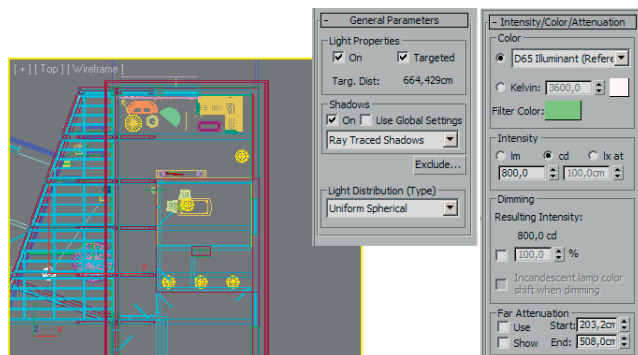 [ + ] [ Top ] [ Wireframe ]
- General Parameters
Light Properties
On Targeted
Targ. Dist: 664,429cm
Shadows
On Use Global Settings
Ray Traced Shadows
Exclude...
Light Distribution (Type)
Uniform Spherical
- Intensity/Color/Attenuation
Color
D65 Illuminant (Refere
Kelvin: 3600,0
Filter Color:
Intensity
lm cd lx at
800,0 100,0cm
Dimming
Resulting Intensity:
800,0 cd
100,0 %
Incandescent lamp color
shift when dimming
Far Attenuation
Use Start: 203,2cm
Show End: 508,0cm
Z X